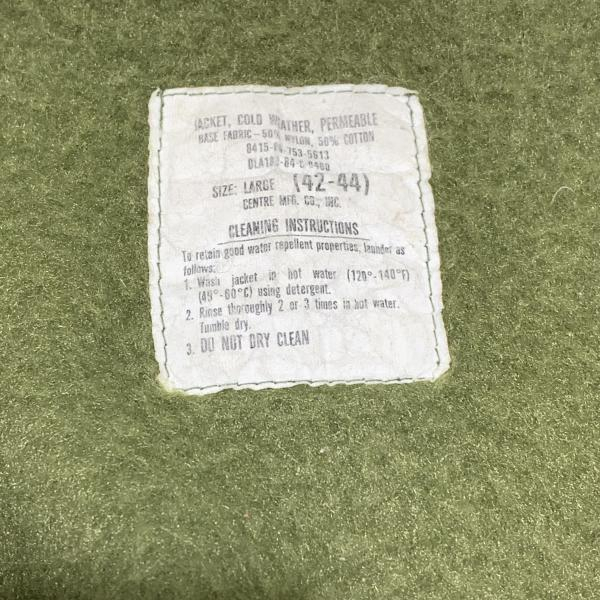 JACKET, COLD WEATHER, PERMEABLE
BASE FABRIC – 50% NYLON, 50% COTTON
753-5613
SIZE: LARGE (42-44)
CENTRE MFG. CO., INC.
CLEANING INSTRUCTIONS
To retain good water repellent properties, launder as
follows:
1. Wash jacket in hot water (120°-140°F)
(49°-60°C) using detergent.
2. Rinse thoroughly 2 or 3 times in hot water.
Tumble dry.
3. DO NOT DRY CLEAN